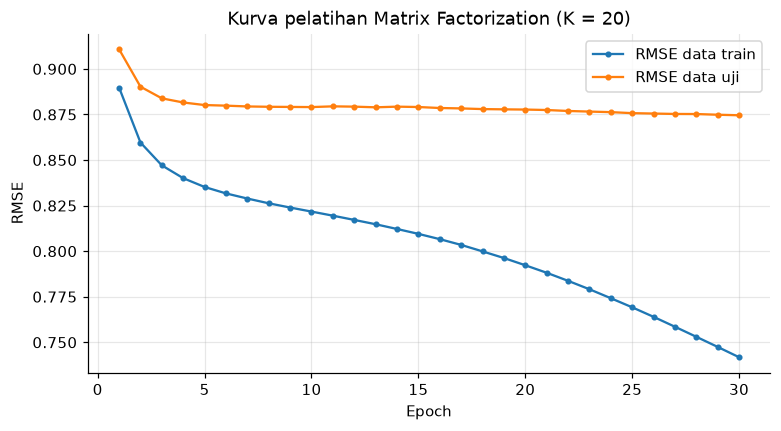 Kurva pelatihan Matrix Factorization (K = 20)
RMSE data train
RMSE data uji
0.900
0.875
0.850
0.825
0.800
0.775
0.750
RMSE
0 5 10 15 20 25 30
Epoch